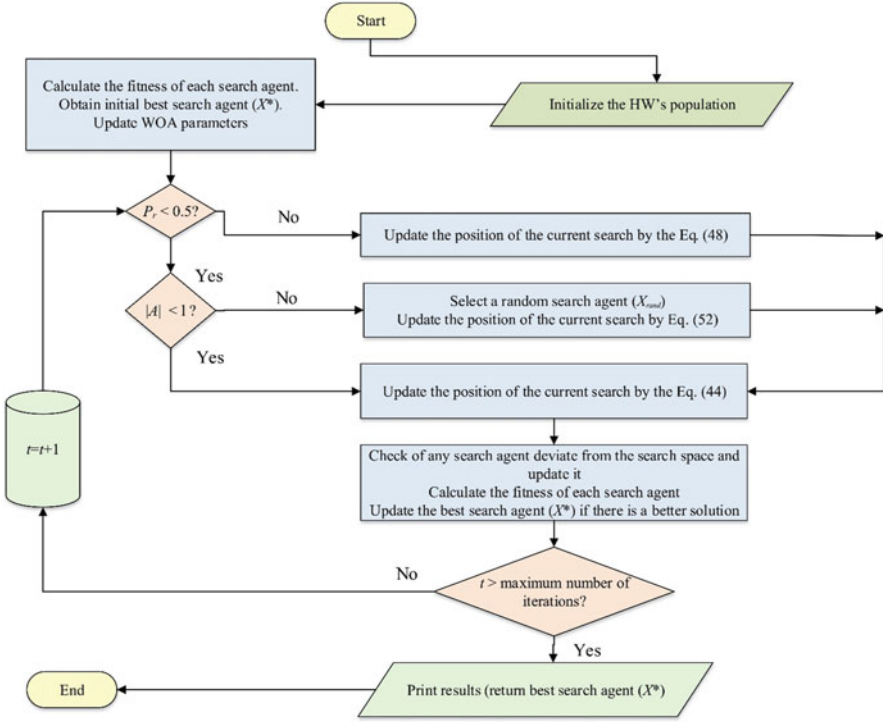 Start
Initialize the HW's population
Calculate the fitness of each search agent.
Obtain initial best search agent (X*).
Update WOA parameters
Pr < 0.5?
No
Update the position of the current search by the Eq. (48)
Yes
|A| < 1?
No
Select a random search agent (Xrand)
Update the position of the current search by Eq. (52)
Yes
Update the position of the current search by the Eq. (44)
t=t+1
Check of any search agent deviate from the search space and
update it
Calculate the fitness of each search agent
Update the best search agent (X*) if there is a better solution
No
t > maximum number of
iterations?
Yes
Print results (return best search agent (X*)
End